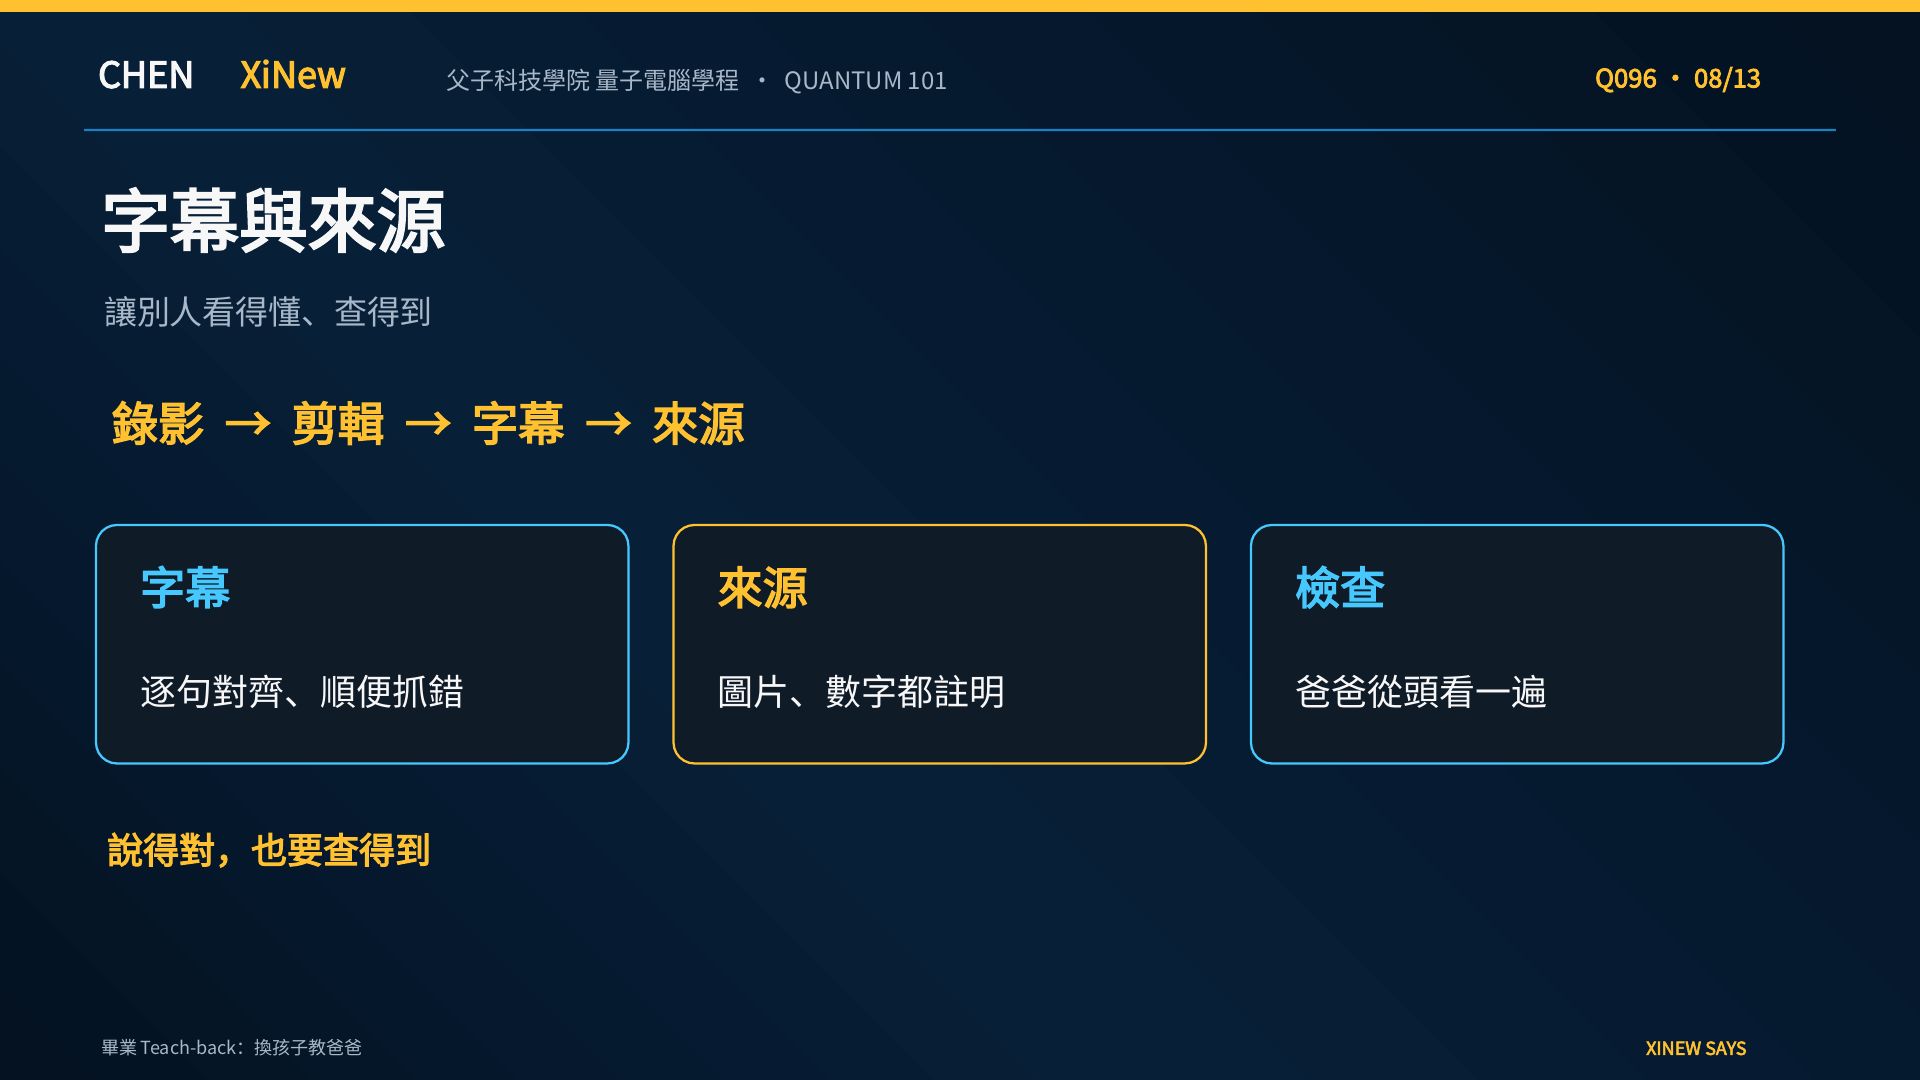 CHEN XiNew 父子科技學院 量子電腦學程 · QUANTUM 101 Q096 · 08/13
字幕與來源
讓別人看得懂、查得到
錄影 → 剪輯 → 字幕 → 來源
字幕
逐句對齊、順便抓錯
來源
圖片、數字都註明
檢查
爸爸從頭看一遍
說得對，也要查得到
畢業 Teach-back：換孩子教爸爸
XINEW SAYS